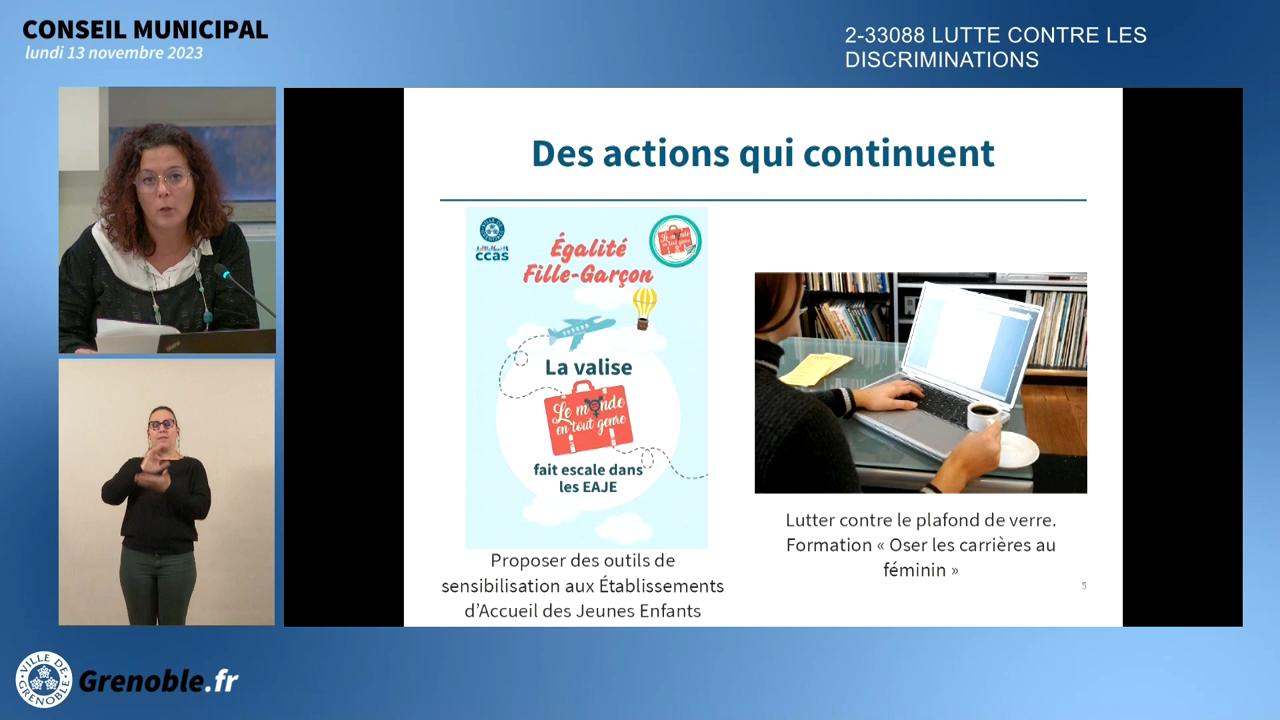 CONSEIL MUNICIPAL
lundi 13 novembre 2023
2-33088 LUTTE CONTRE LES
DISCRIMINATIONS
Des actions qui continuent
ccas
Égalité
Fille-Garçon
La valise
Le monde
en tout genre
fait escale dans
les EAJE
Proposer des outils de
sensibilisation aux Établissements
d'Accueil des Jeunes Enfants
Lutter contre le plafond de verre.
Formation « Oser les carrières au
féminin »
5
VILLE DE
GRENOBLE
Grenoble.fr